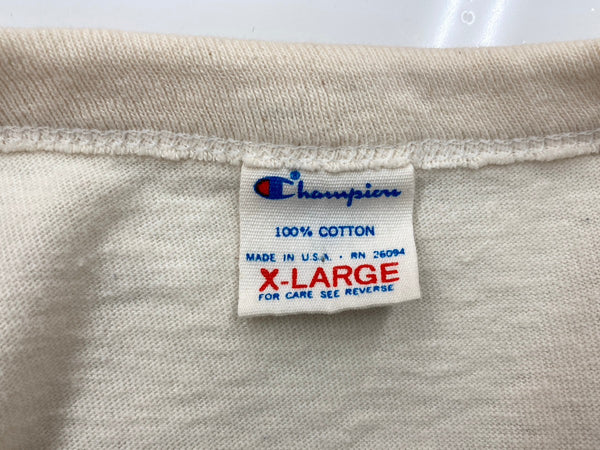 Champion
100% COTTON
MADE IN U.S.A. · RN 26094
X-LARGE
FOR CARE SEE REVERSE